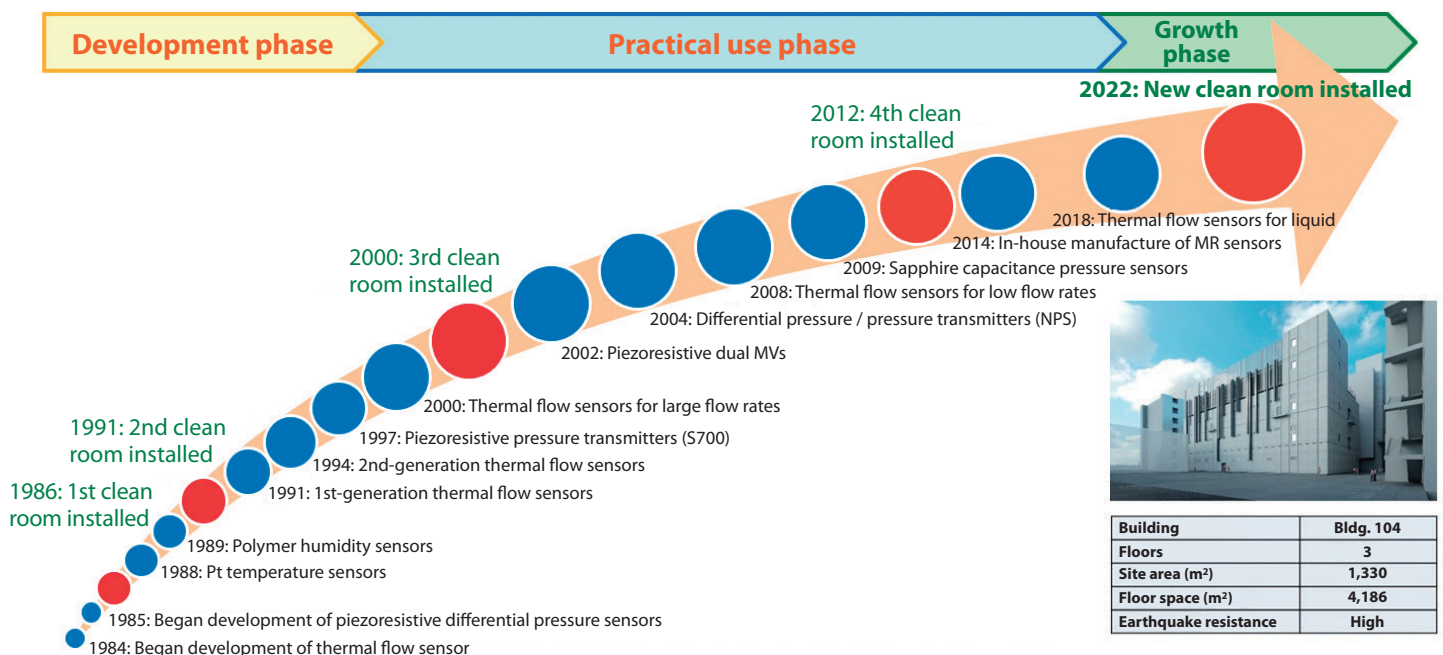 Development phase
Practical use phase
Growth
phase
2022: New clean room installed
2012: 4th clean
room installed
2018: Thermal flow sensors for liquid
2014: In-house manufacture of MR sensors
2009: Sapphire capacitance pressure sensors
2008: Thermal flow sensors for low flow rates
2004: Differential pressure / pressure transmitters (NPS)
2002: Piezoresistive dual MVs
2000: 3rd clean
room installed
2000: Thermal flow sensors for large flow rates
1997: Piezoresistive pressure transmitters (S700)
1994: 2nd-generation thermal flow sensors
1991: 1st-generation thermal flow sensors
1991: 2nd clean
room installed
1986: 1st clean
room installed
1989: Polymer humidity sensors
1988: Pt temperature sensors
1985: Began development of piezoresistive differential pressure sensors
1984: Began development of thermal flow sensor
Building Bldg. 104
Floors 3
Site area (m²) 1,330
Floor space (m²) 4,186
Earthquake resistance High